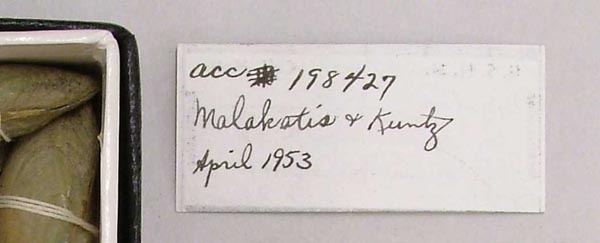 acc # 198427
Malakatis & Kuntz
April 1953